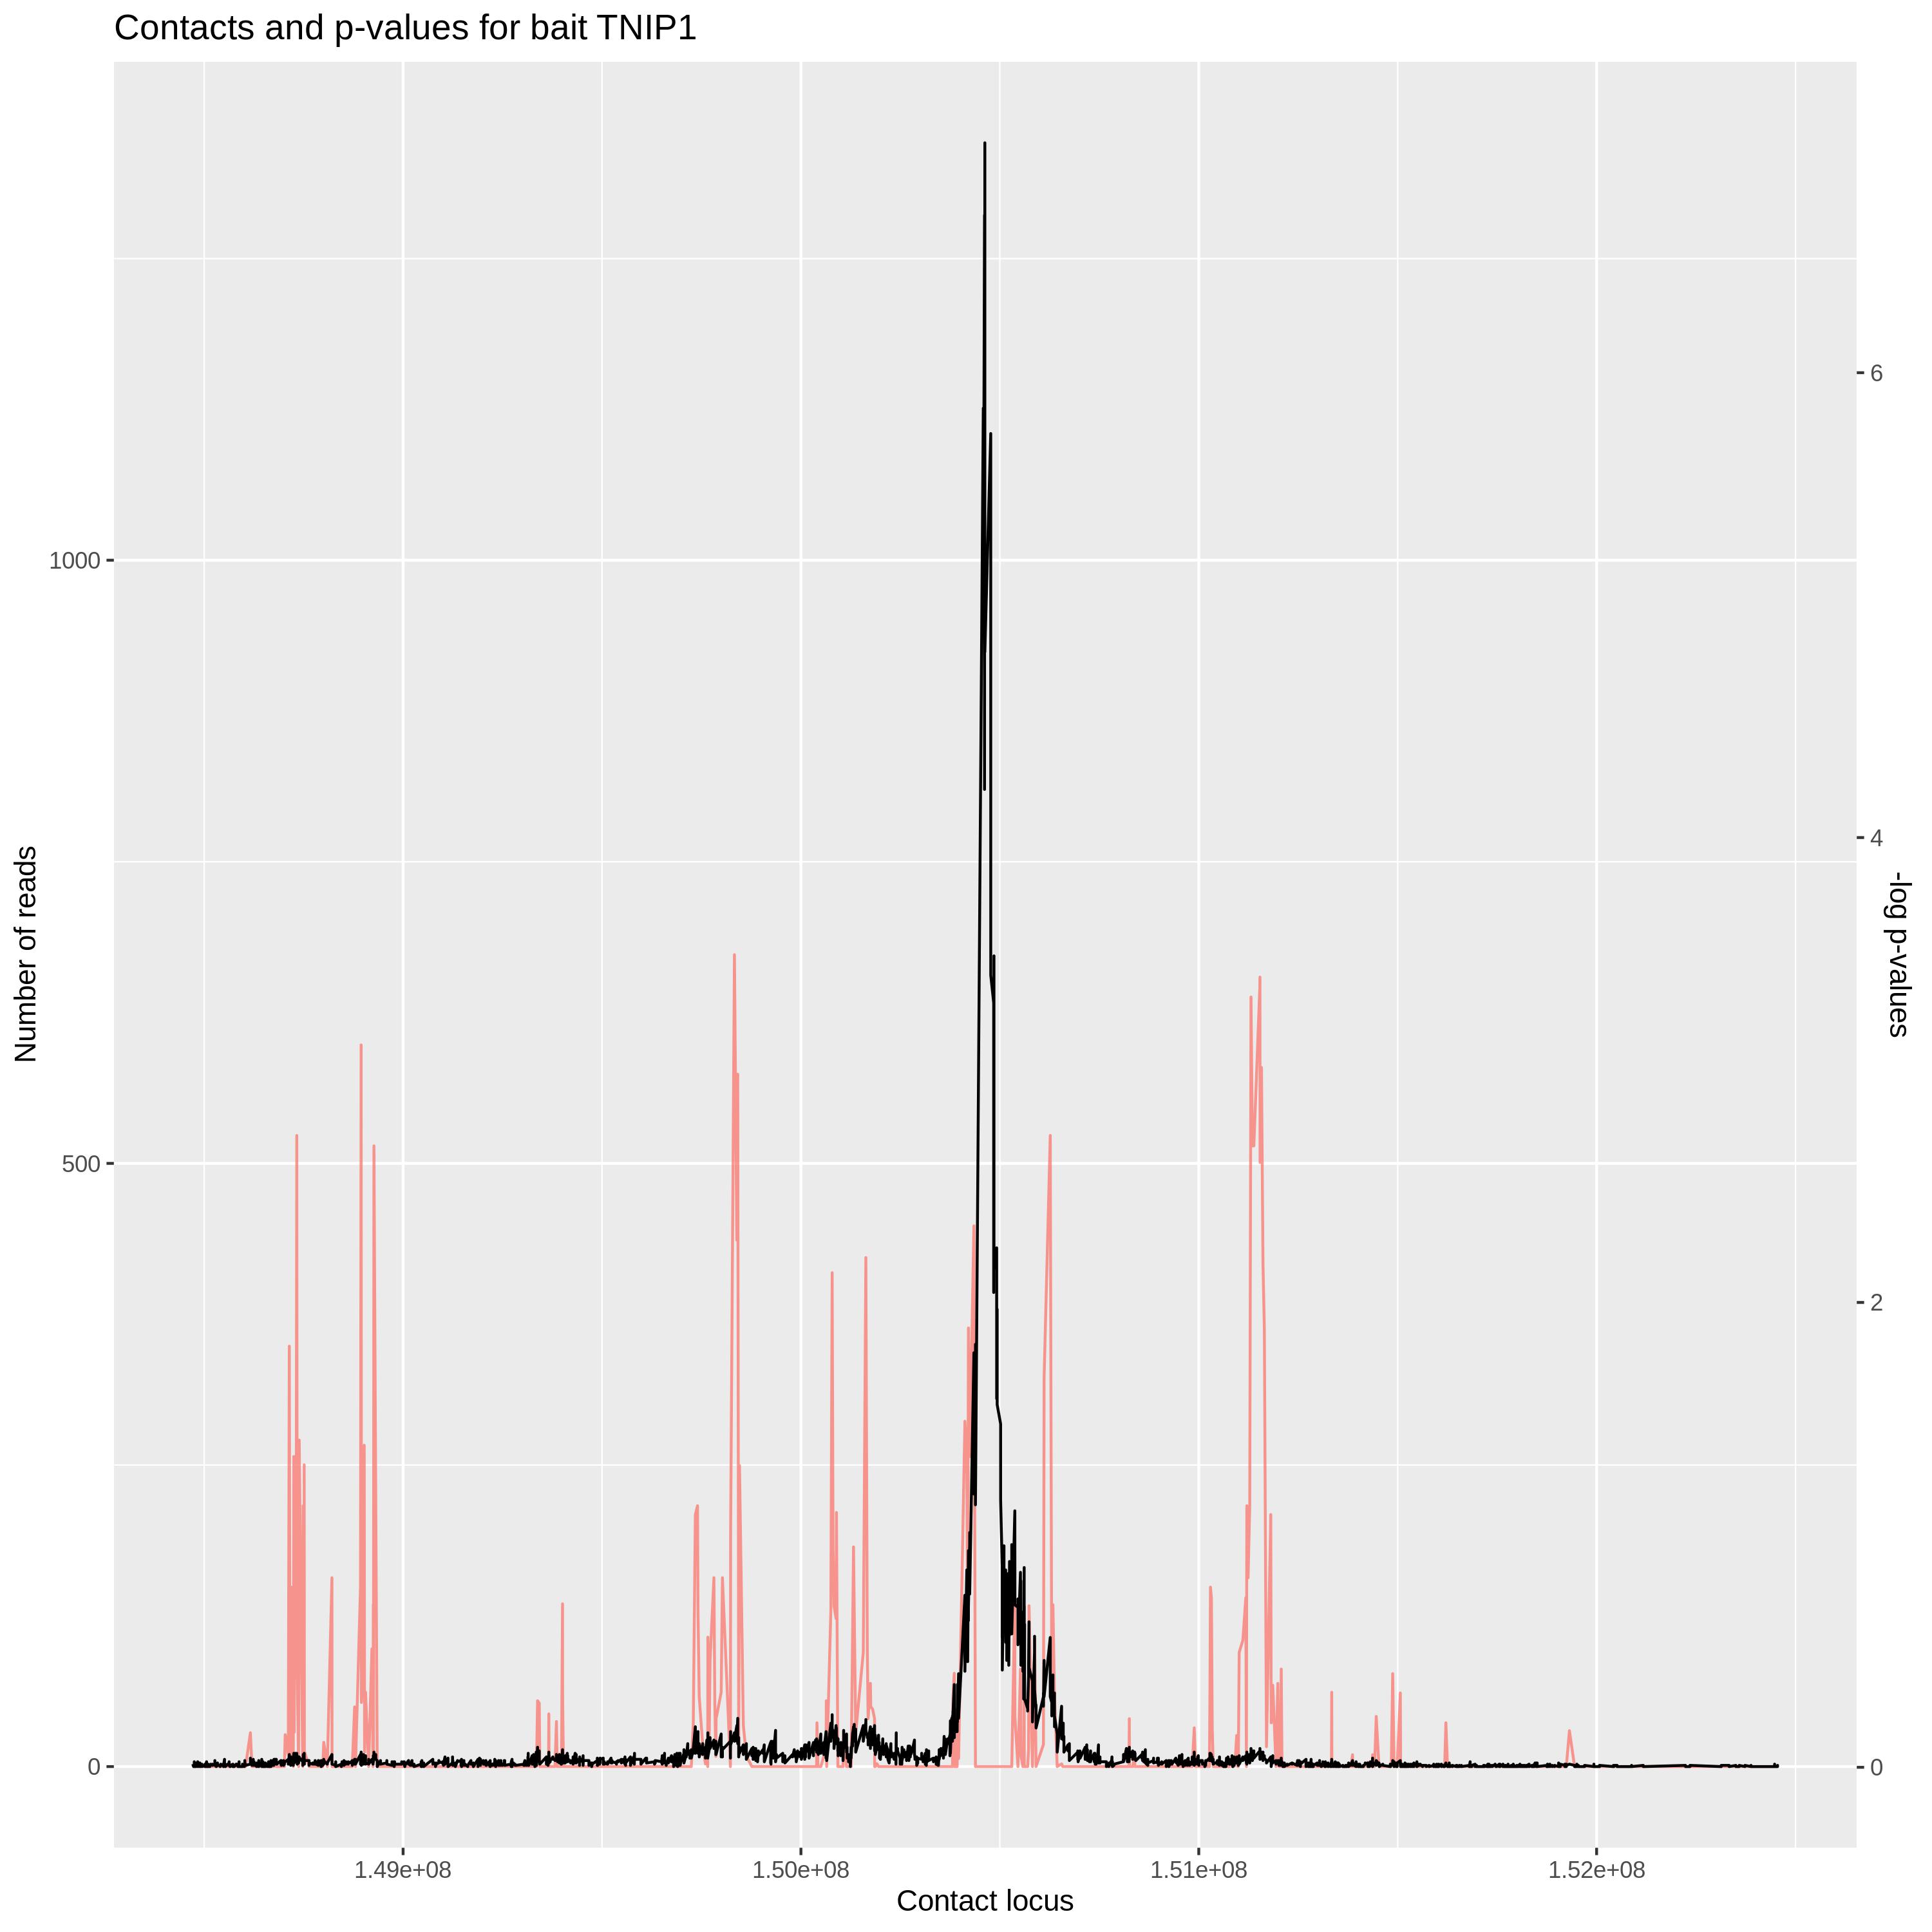 Contacts and p-values for bait TNIP1
Number of reads
1000
500
0
6
4
2
0
-log p-values
1.49e+08
1.50e+08
1.51e+08
1.52e+08
Contact locus